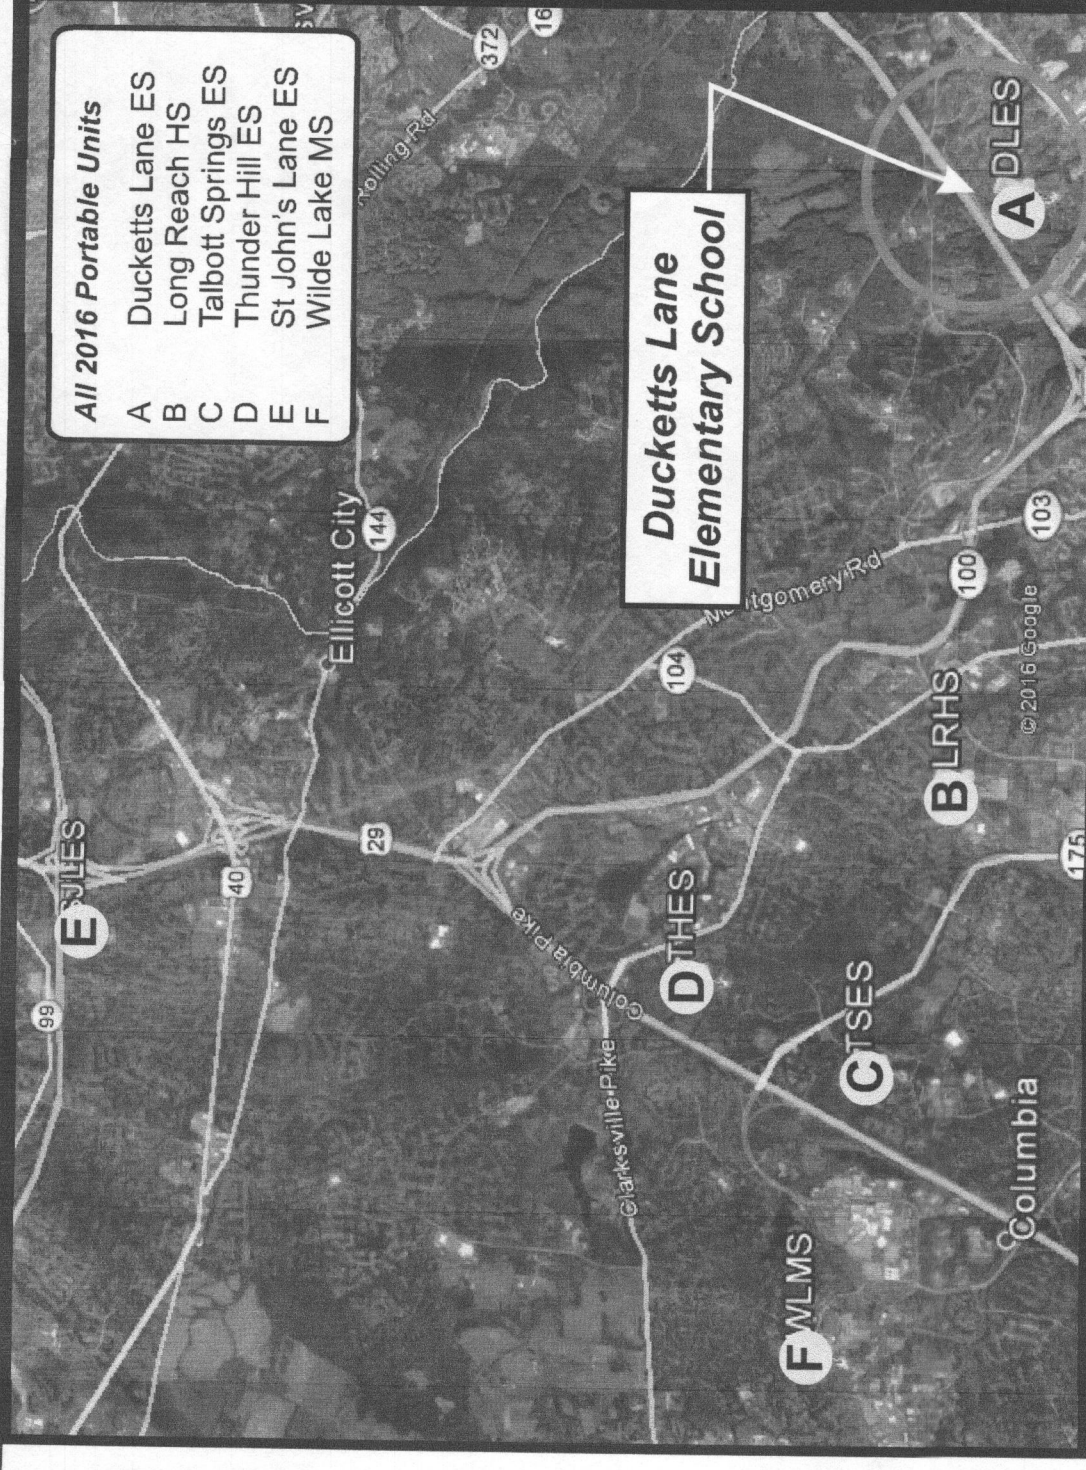 All 2016 Portable Units
A Ducketts Lane ES
B Long Reach HS
C Talbott Springs ES
D Thunder Hill ES
E St John's Lane ES
F Wilde Lake MS
Ducketts Lane
Elementary School
99
E SJLES
40
29
Ellicott City
144
Rolling Rd
372
16
Columbia Pike
Clarksville Pike
104
Montgomery Rd
D THES
F WLMS
C TSES
B LRHS
100
103
A DLES
Columbia
175
© 2016 Google